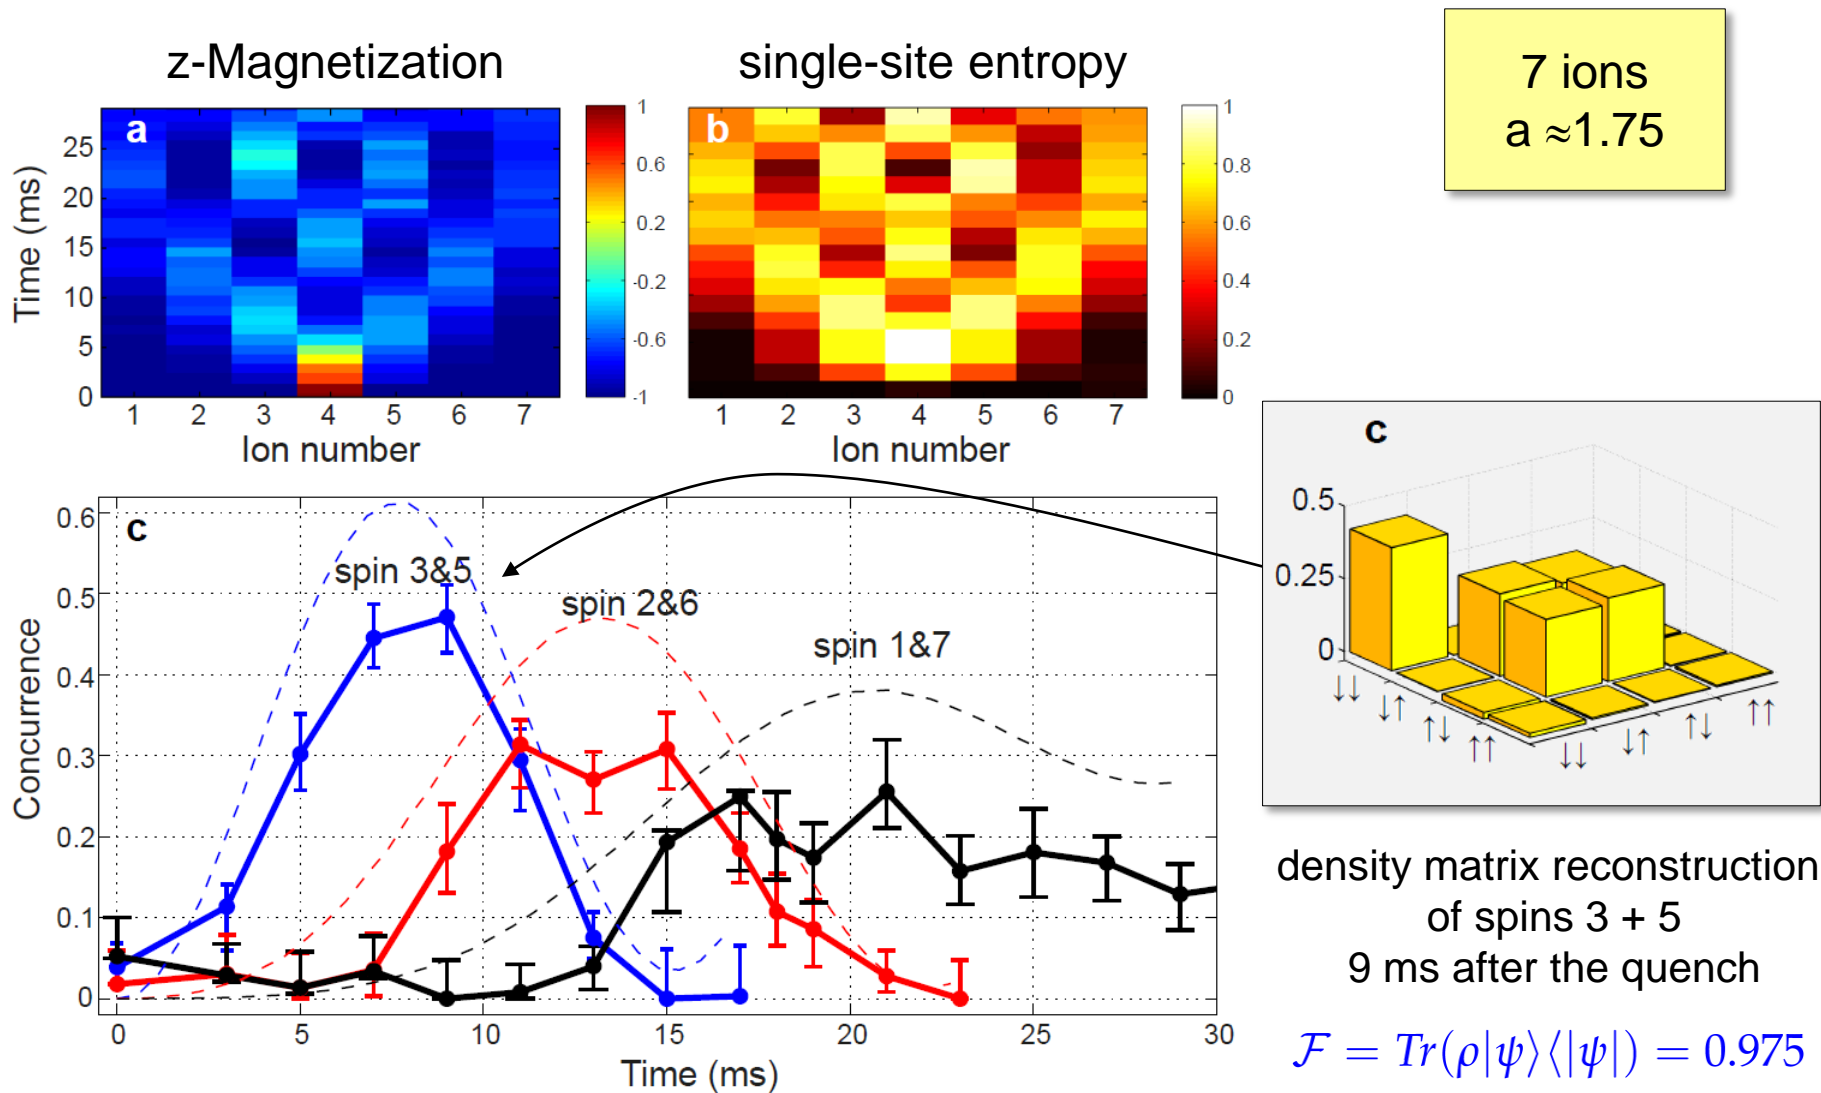 z-Magnetization
single-site entropy
7 ions
a ≈1.75
a
b
Time (ms)
25
20
15
10
5
0
1 2 3 4 5 6 7
Ion number
1
0.6
0.2
-0.2
-0.6
-1
1 2 3 4 5 6 7
Ion number
1
0.8
0.6
0.4
0.2
0
c
0.5
0.25
0
↓↓ ↓↑ ↑↓ ↑↑
↓↓ ↓↑ ↑↓ ↑↑
c
spin 3&5
spin 2&6
spin 1&7
Concurrence
0.6
0.5
0.4
0.3
0.2
0.1
0
0 5 10 15 20 25 30
Time (ms)
density matrix reconstruction
of spins 3 + 5
9 ms after the quench
ℱ = Tr(ρ|ψ⟩⟨|ψ|) = 0.975